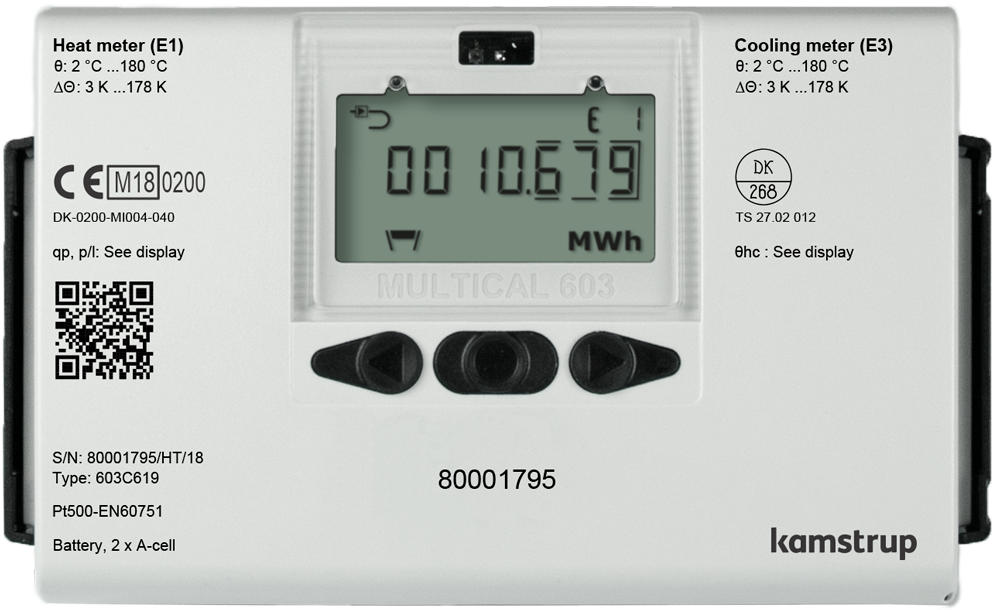 Heat meter (E1)
θ: 2 °C ...180 °C
ΔΘ: 3 K ...178 K
CE M18 0200
DK-0200-MI004-040
qp, p/l: See display
S/N: 80001795/HT/18
Type: 603C619
Pt500-EN60751
Battery, 2 x A-cell
E 1
0010.679
MWh
MULTICAL 603
80001795
Cooling meter (E3)
θ: 2 °C ...180 °C
ΔΘ: 3 K ...178 K
DK
268
TS 27.02 012
θhc : See display
kamstrup